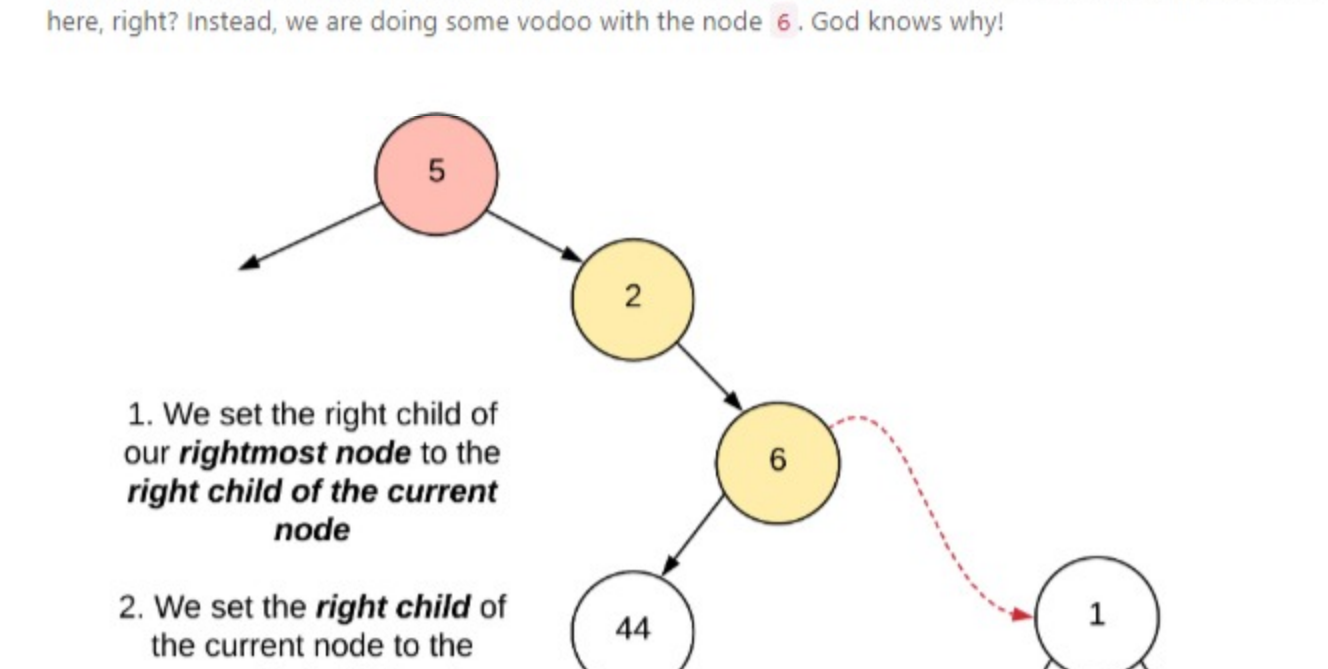 here, right? Instead, we are doing some vodoo with the node 6. God knows why!
5
2
1. We set the right child of
our rightmost node to the
right child of the current
node
6
2. We set the right child of
the current node to the
44
1